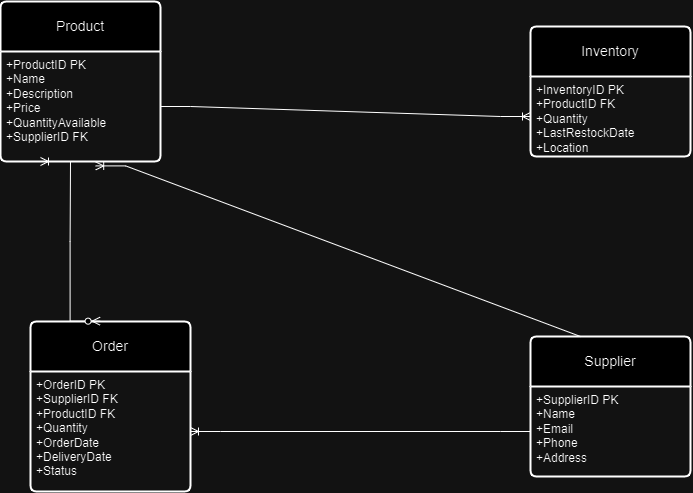 Product
+ProductID PK
+Name
+Description
+Price
+QuantityAvailable
+SupplierID FK
Inventory
+InventoryID PK
+ProductID FK
+Quantity
+LastRestockDate
+Location
Order
+OrderID PK
+SupplierID FK
+ProductID FK
+Quantity
+OrderDate
+DeliveryDate
+Status
Supplier
+SupplierID PK
+Name
+Email
+Phone
+Address